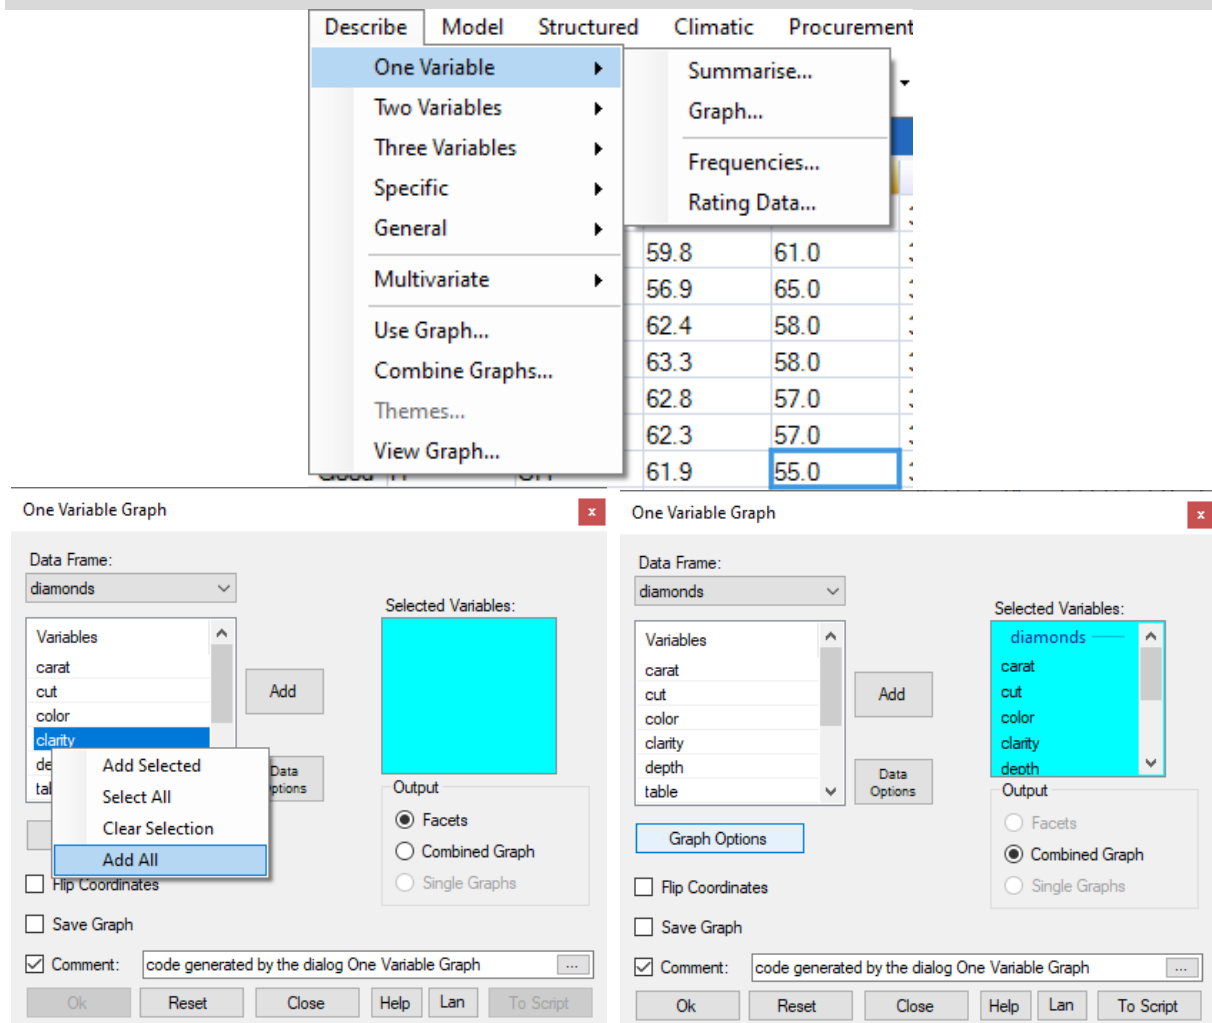 Describe Model Structured Climatic Procurement
One Variable
Summarise...
Two Variables
Graph...
Three Variables
Frequencies...
Specific
Rating Data...
General
59.8 61.0
Multivariate
56.9 65.0
Use Graph...
62.4 58.0
Combine Graphs...
63.3 58.0
Themes...
62.8 57.0
62.3 57.0
View Graph...
61.9 55.0
One Variable Graph
x
Data Frame:
diamonds
Selected Variables:
Variables
carat
cut
Add
color
clarity
Add Selected
Data
Select All
Clear Selection
Add All
Output
Facets
Combined Graph
Single Graphs
Flip Coordinates
Save Graph
Comment: code generated by the dialog One Variable Graph ...
Ok Reset Close Help Lan To Script
One Variable Graph
x
Data Frame:
diamonds
Selected Variables:
Variables
carat
cut
Add
color
clarity
depth
Data
Options
table
diamonds
carat
cut
color
clarity
depth
Graph Options
Output
Facets
Combined Graph
Single Graphs
Flip Coordinates
Save Graph
Comment: code generated by the dialog One Variable Graph ...
Ok Reset Close Help Lan To Script